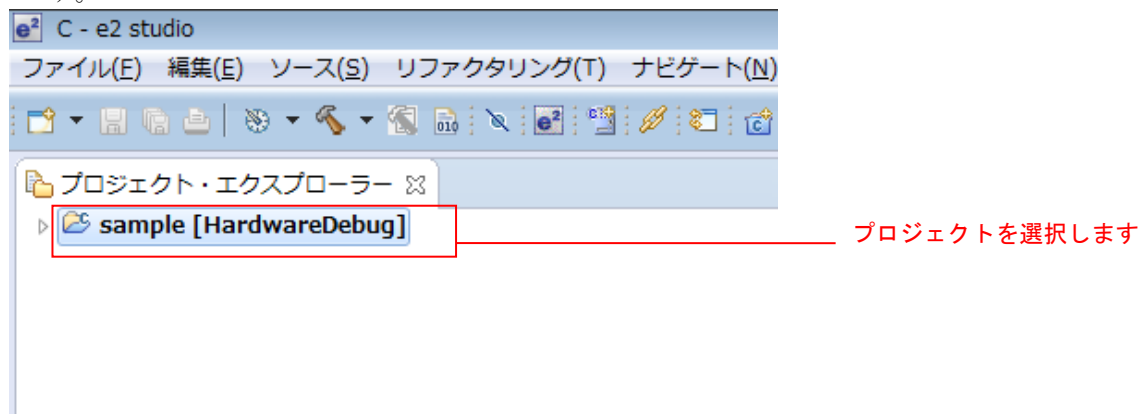 C - e2 studio
ファイル(F) 編集(E) ソース(S) リファクタリング(T) ナビゲート(N)
プロジェクト・エクスプローラー
sample [HardwareDebug]
プロジェクトを選択します